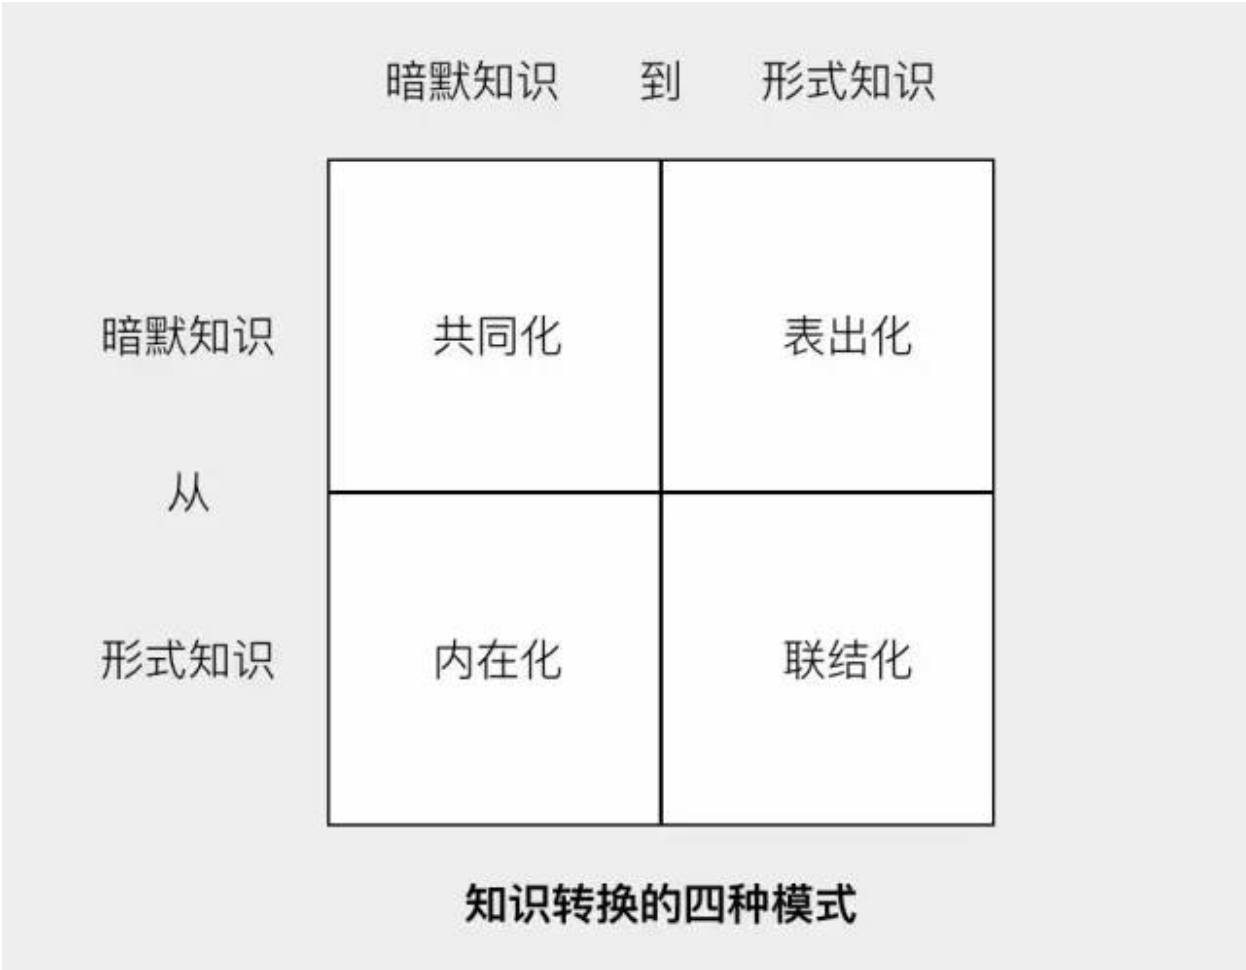 暗默知识 到 形式知识
暗默知识 共同化 表出化
从
形式知识 内在化 联结化
知识转换的四种模式